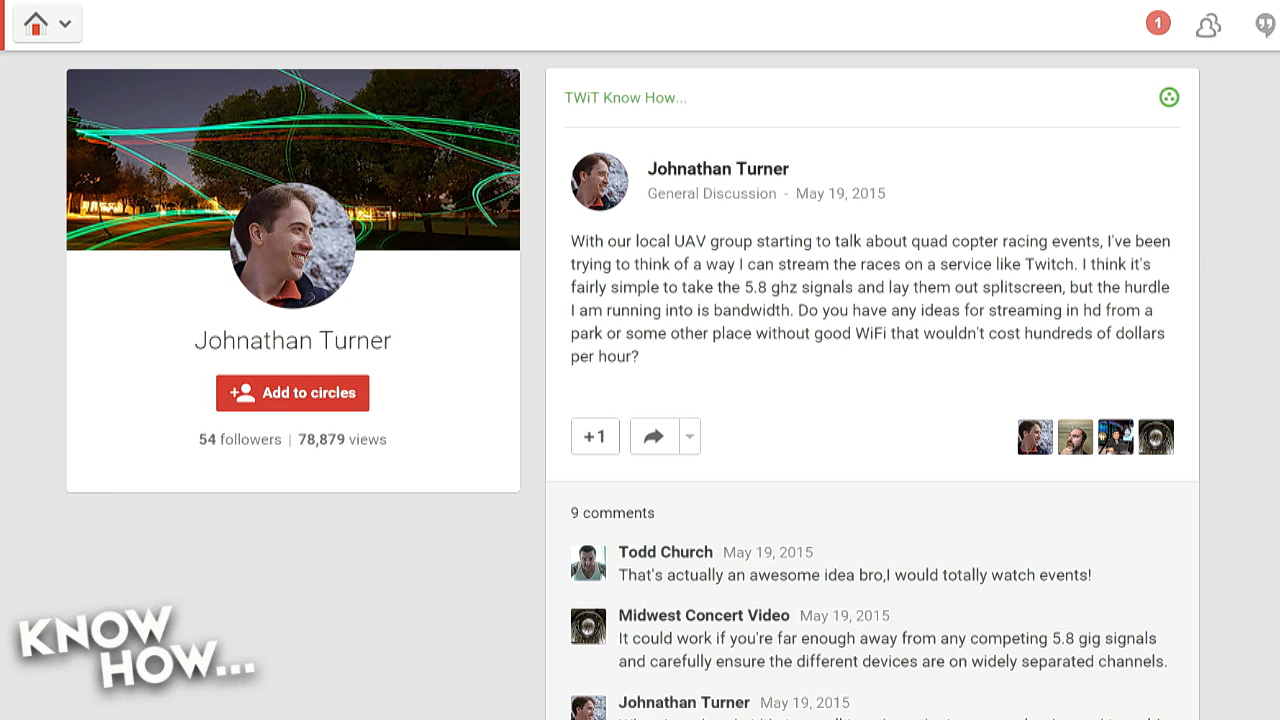 1
TWiT Know How...
Johnathan Turner
General Discussion - May 19, 2015
With our local UAV group starting to talk about quad copter racing events, I've been
trying to think of a way I can stream the races on a service like Twitch. I think it's
fairly simple to take the 5.8 ghz signals and lay them out splitscreen, but the hurdle
I am running into is bandwidth. Do you have any ideas for streaming in hd from a
park or some other place without good WiFi that wouldn't cost hundreds of dollars
per hour?
Johnathan Turner
Add to circles
54 followers | 78,879 views
+1
9 comments
Todd Church May 19, 2015
That's actually an awesome idea bro,I would totally watch events!
Midwest Concert Video May 19, 2015
It could work if you're far enough away from any competing 5.8 gig signals
and carefully ensure the different devices are on widely separated channels.
Johnathan Turner May 19, 2015
KNOW
HOW...